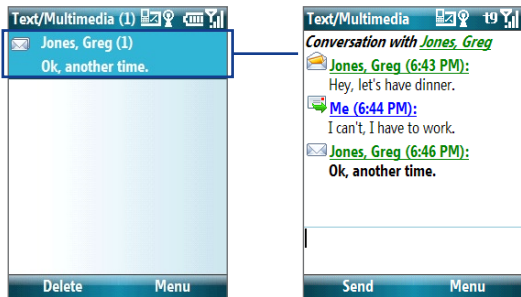 Text/Multimedia (1)
Jones, Greg (1)
Ok, another time.
Delete Menu
Text/Multimedia t9
Conversation with Jones, Greg
Jones, Greg (6:43 PM):
Hey, let's have dinner.
Me (6:44 PM):
I can't, I have to work.
Jones, Greg (6:46 PM):
Ok, another time.
Send Menu